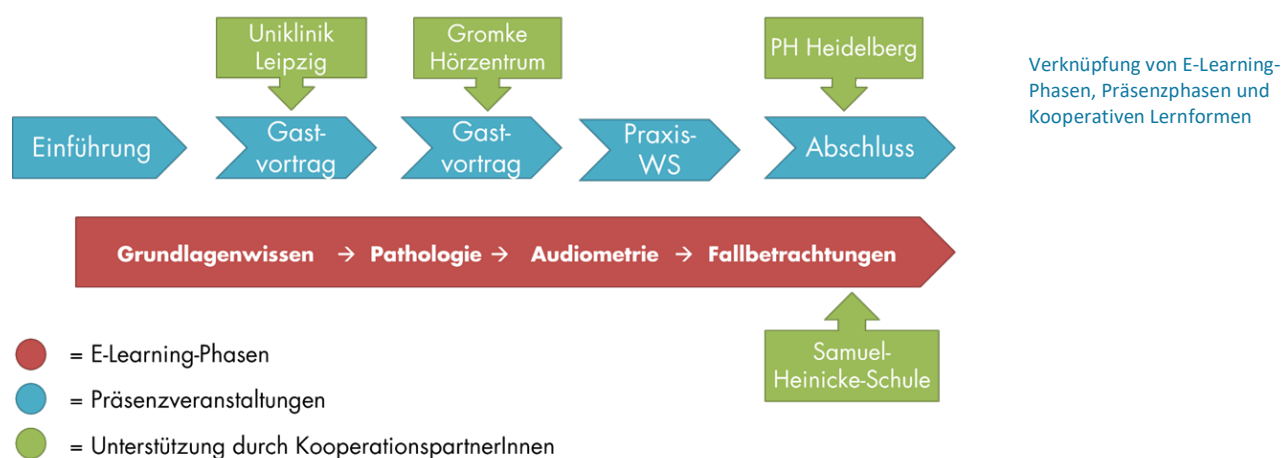 Uniklinik
Leipzig
Gromke
Hörzentrum
PH Heidelberg
Verknüpfung von E-Learning-
Phasen, Präsenzphasen und
Kooperativen Lernformen
Einführung
Gast-
vortrag
Gast-
vortrag
Praxis-
WS
Abschluss
Grundlagenwissen → Pathologie → Audiometrie → Fallbetrachtungen
Samuel-
Heinicke-Schule
= E-Learning-Phasen
= Präsenzveranstaltungen
= Unterstützung durch KooperationspartnerInnen